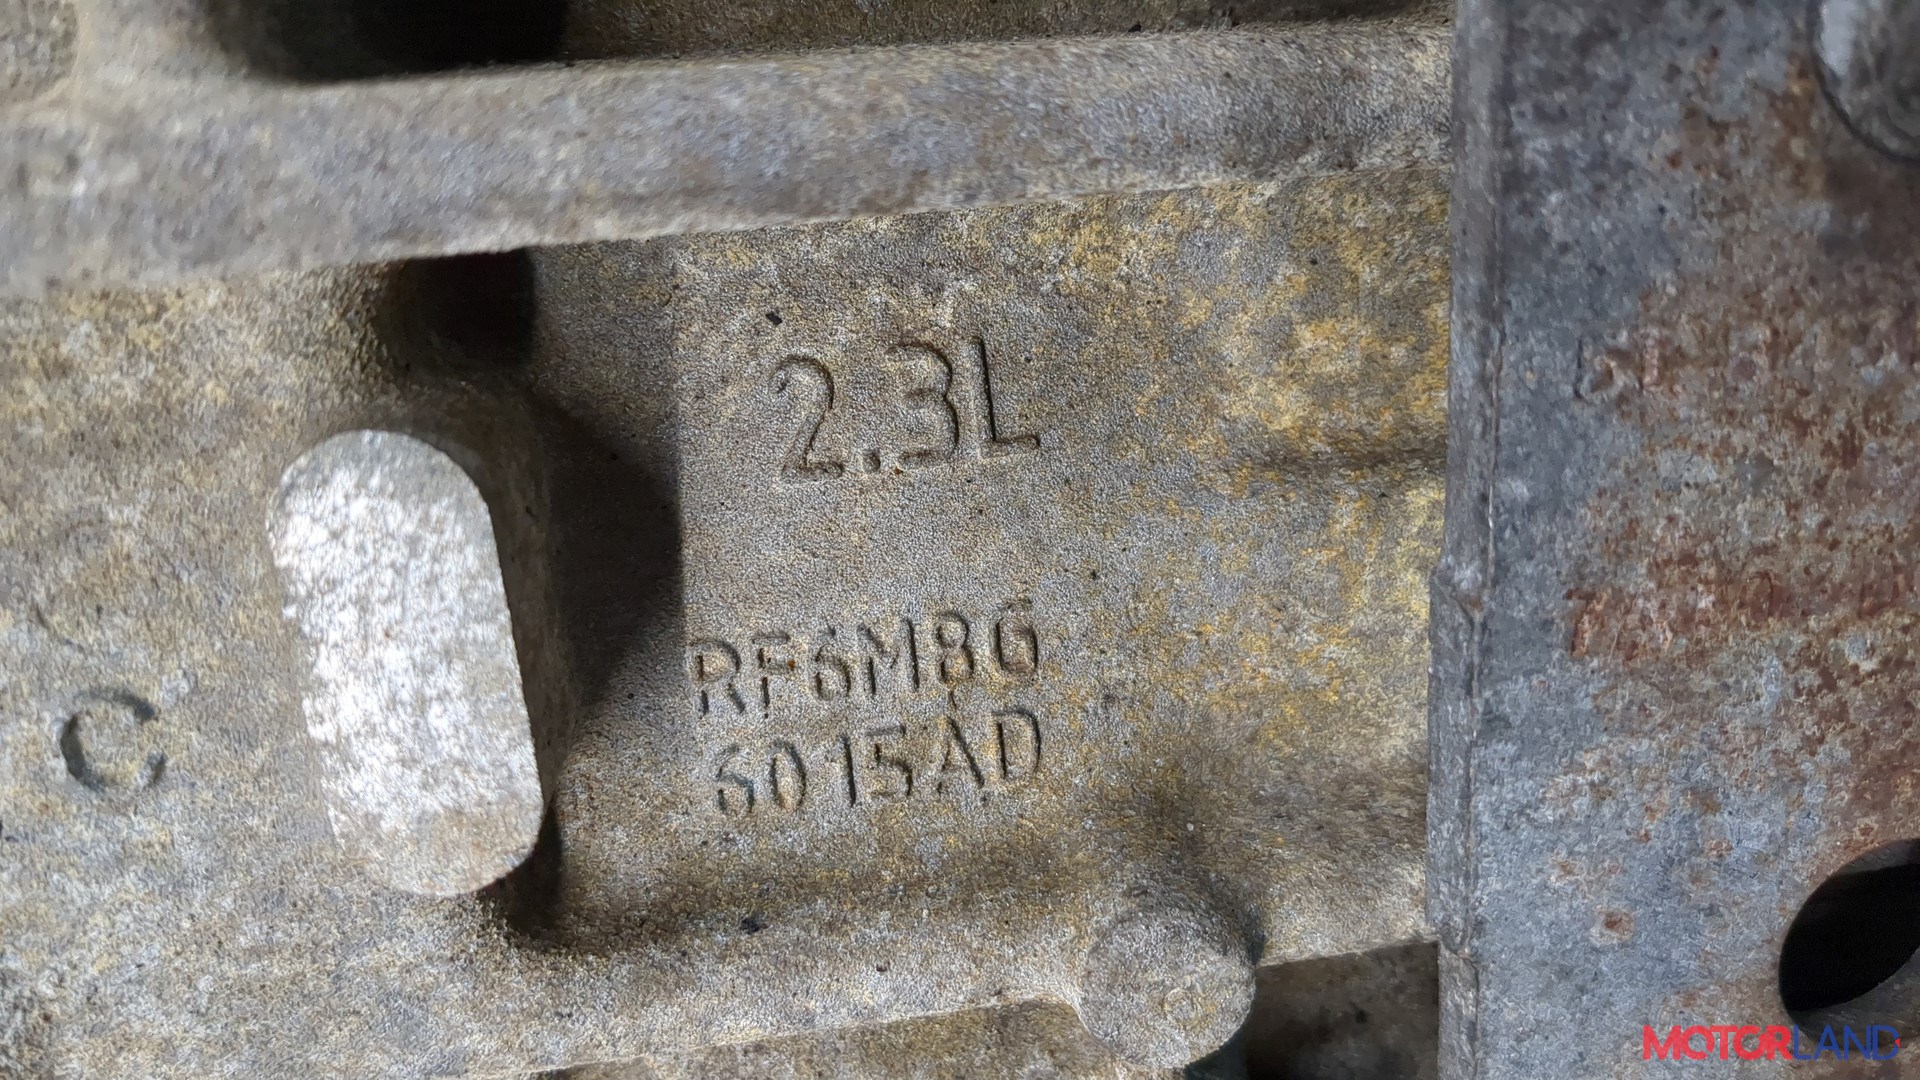 2.3L
RF6M8G
6015AD
C
MOTORLAND